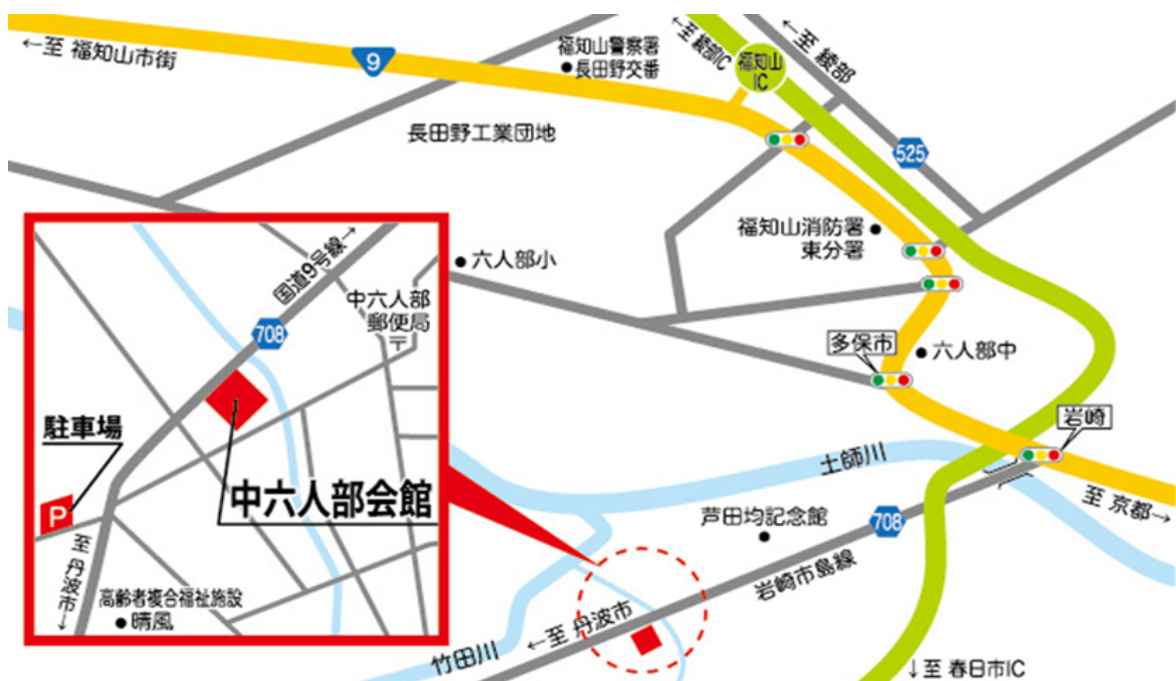 ←至 福知山市街
9
福知山警察署
長田野交番
←至 綾部IC
福知山
IC
←至 綾部
長田野工業団地
525
福知山消防署
東分署
国道9号線→
六人部小
中六人部
郵便局
〒
708
多保市
六人部中
駐車場
岩崎
土師川
中六人部会館
P
至 京都→
芦田均記念館
708
至 丹波市→
岩崎市島線
高齢者複合福祉施設
晴風
←至 丹波市
竹田川
↓至 春日市IC